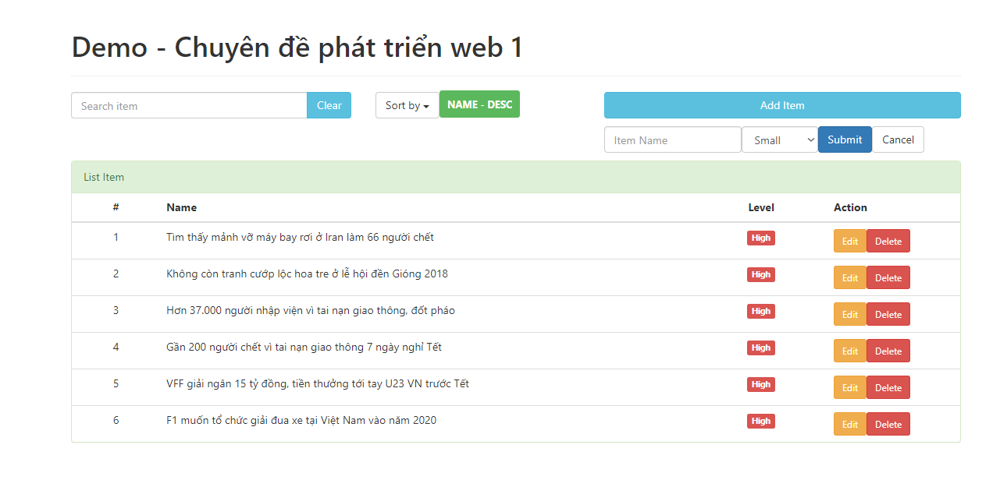 Demo - Chuyên đề phát triển web 1
Search item Clear Sort by NAME - DESC Add Item
Item Name Small Submit Cancel
List Item
# Name Level Action
1 Tìm thấy mảnh vỡ máy bay rơi ở Iran làm 66 người chết High Edit Delete
2 Không còn tranh cướp lộc hoa tre ở lễ hội đền Gióng 2018 High Edit Delete
3 Hơn 37.000 người nhập viện vì tai nạn giao thông, đốt pháo High Edit Delete
4 Gần 200 người chết vì tai nạn giao thông 7 ngày nghỉ Tết High Edit Delete
5 VFF giải ngân 15 tỷ đồng, tiền thưởng tới tay U23 VN trước Tết High Edit Delete
6 F1 muốn tổ chức giải đua xe tại Việt Nam vào năm 2020 High Edit Delete